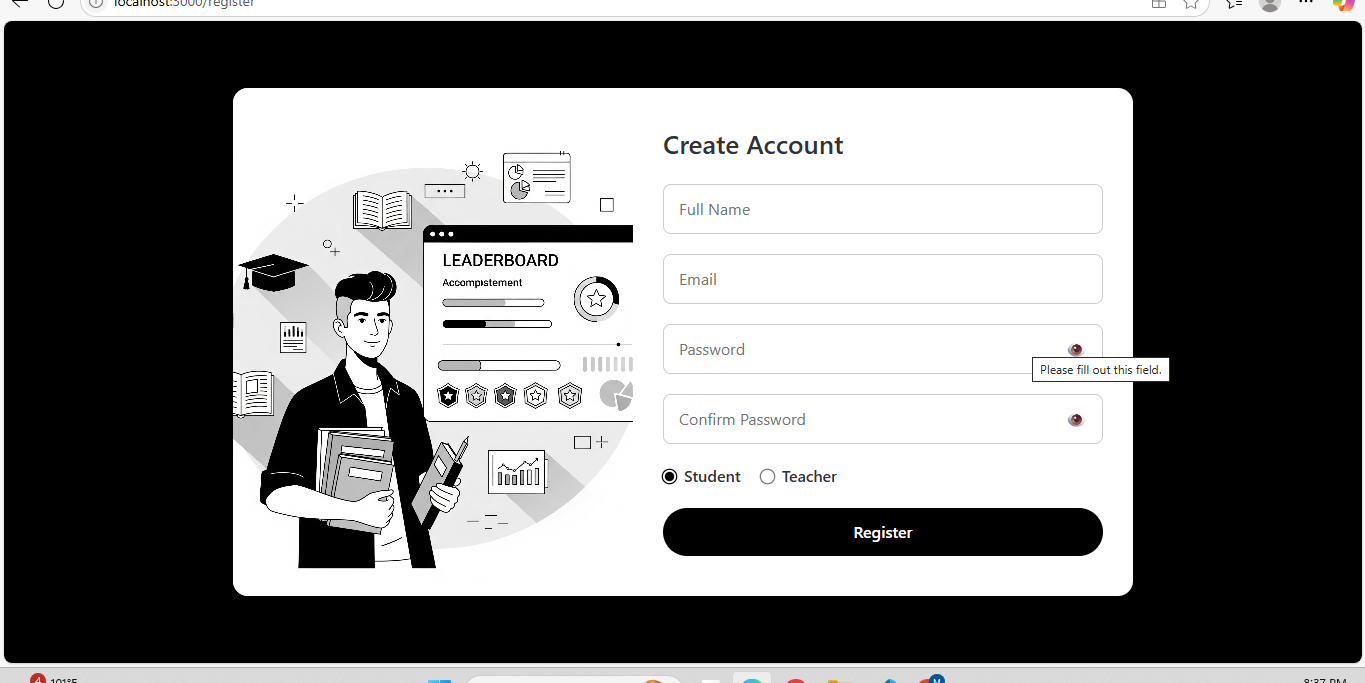 localhost:3000/register
Create Account
Full Name
Email
Password
Please fill out this field.
Confirm Password
Student
Teacher
Register
LEADERBOARD
Accompistement
4
101°F
M
8:37 PM